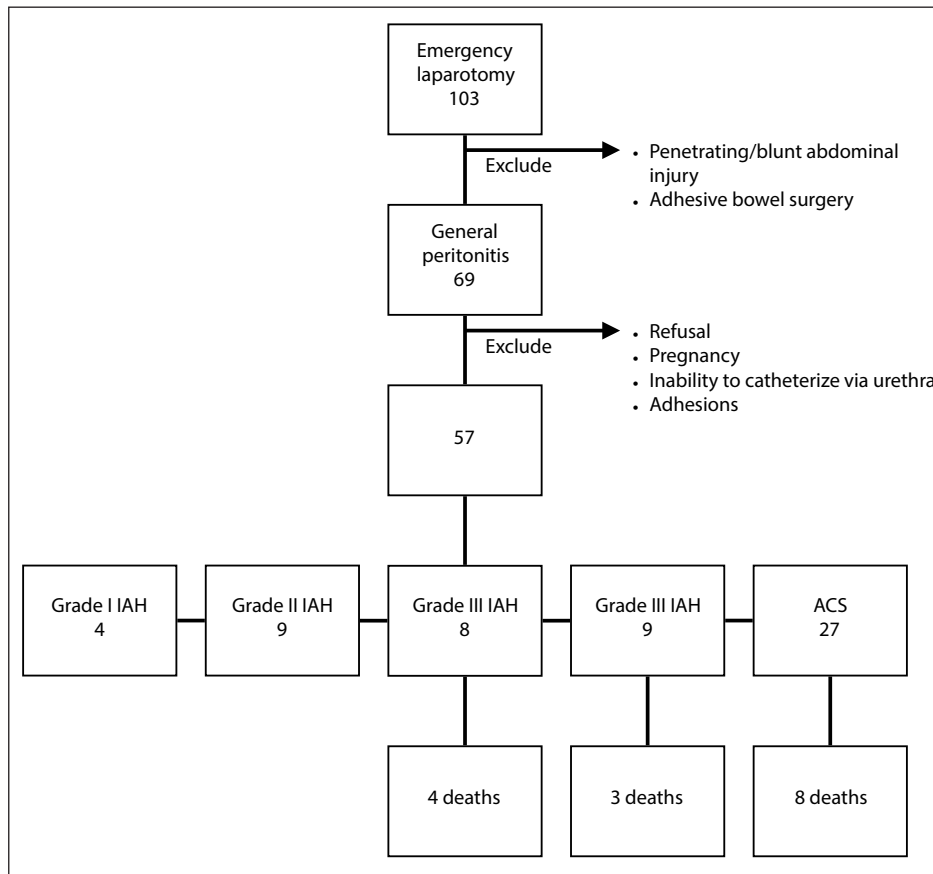 Emergency
laparotomy
103
Exclude
• Penetrating/blunt abdominal
injury
• Adhesive bowel surgery
General
peritonitis
69
Exclude
• Refusal
• Pregnancy
• Inability to catheterize via urethra
• Adhesions
57
Grade I IAH
4
Grade II IAH
9
Grade III IAH
8
Grade III IAH
9
ACS
27
4 deaths
3 deaths
8 deaths